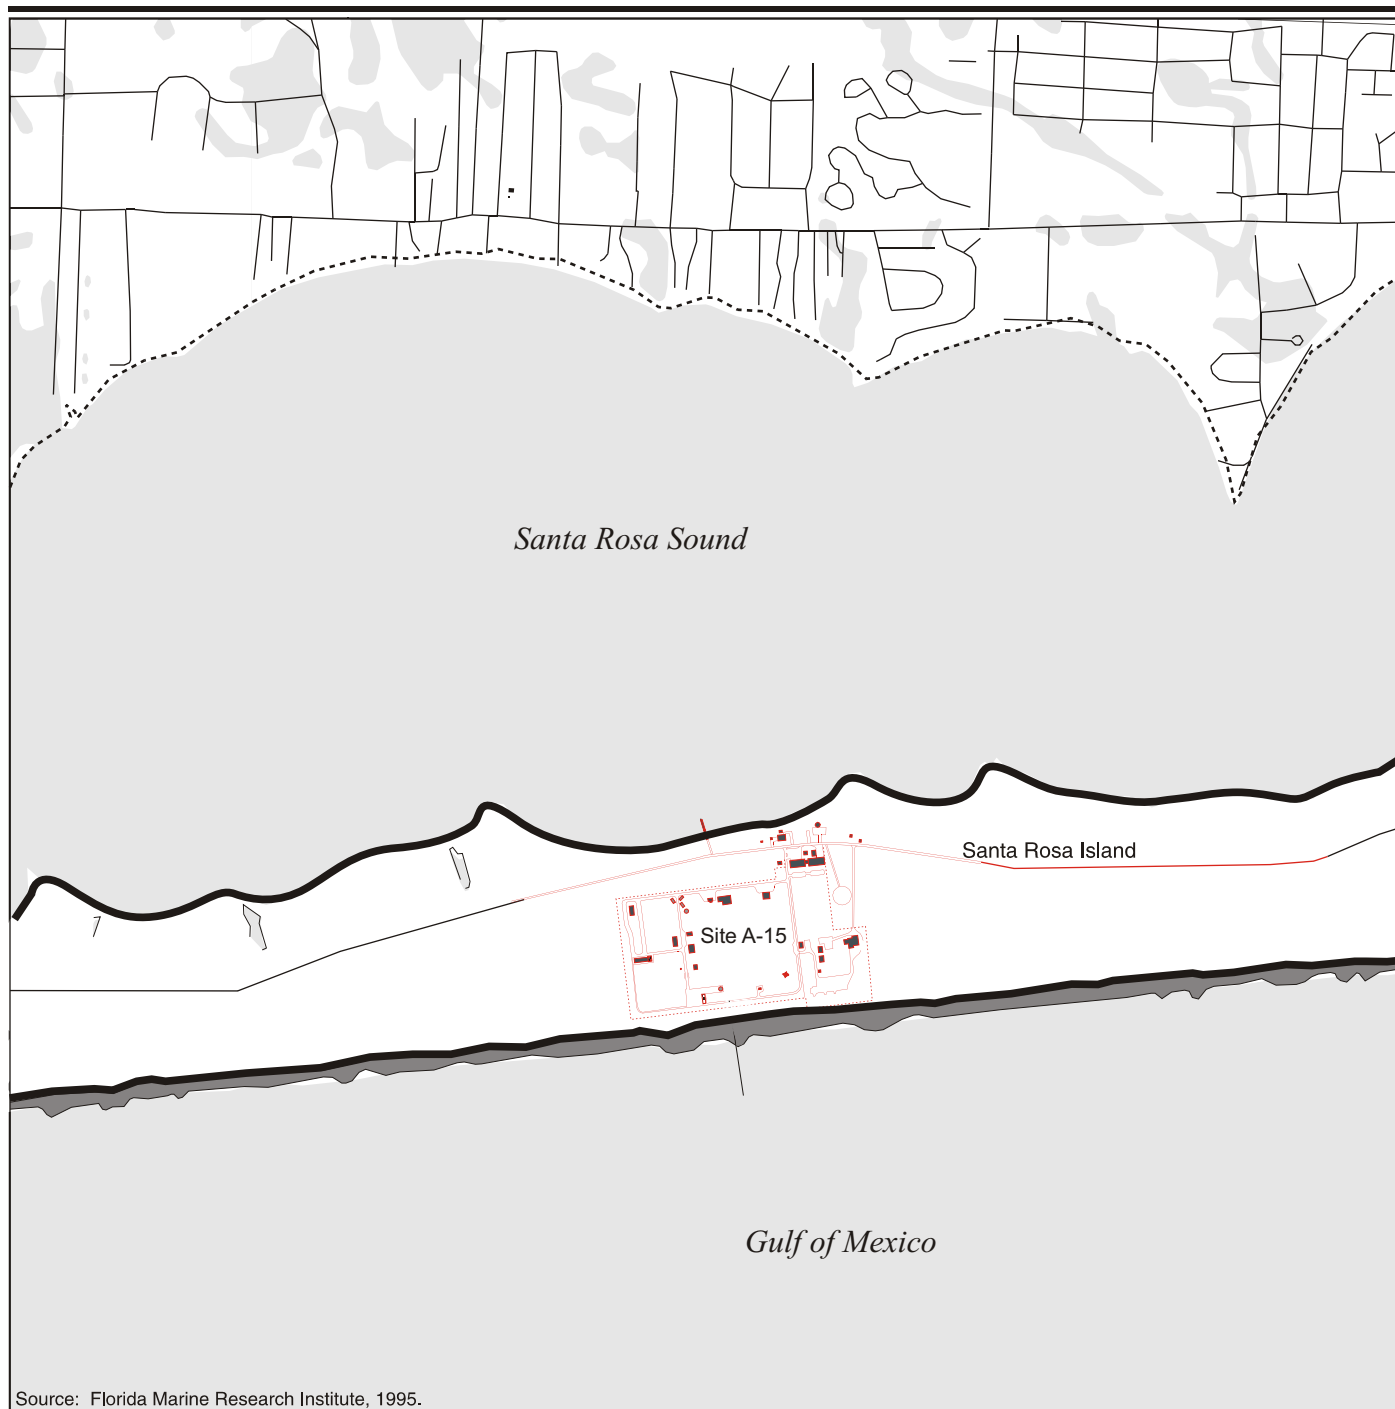 Santa Rosa Sound
Santa Rosa Island
Site A-15
Gulf of Mexico
Source: Florida Marine Research Institute, 1995.